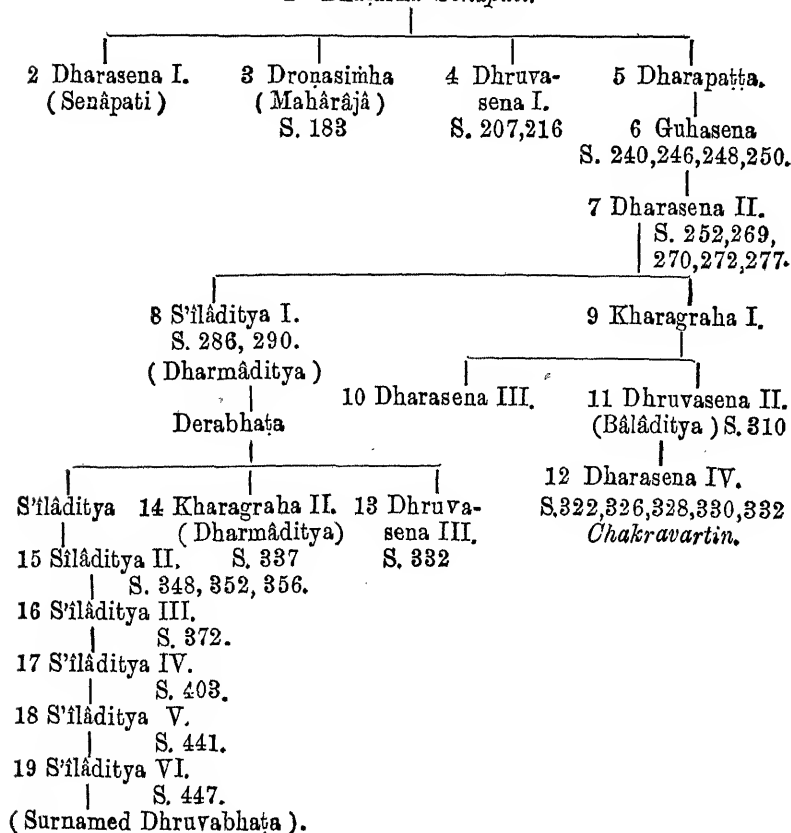 2 Dharasena I. 3 Droṇasiṁha 4 Dhruva- 5 Dharapaṭṭa.
(Senâpati) (Mahârâjâ) sena I.
S. 183 S. 207,216 6 Guhasena
S. 240,246,248,250.
7 Dharasena II.
S. 252,269,
270,272,277.
8 S'îlâditya I. 9 Kharagraha I.
S. 286, 290.
(Dharmâditya)
10 Dharasena III. 11 Dhruvasena II.
Derabhaṭa (Bâlâditya) S. 310
12 Dharasena IV.
S'îlâditya 14 Kharagraha II. 13 Dhruva- S.322,326,328,330,332
(Dharmâditya) sena III. Chakravartin.
15 Sîlâditya II. S. 337 S. 332
S. 348, 352, 356.
16 S'îlâditya III.
S. 372.
17 S'îlâditya IV.
S. 403.
18 S'îlâditya V.
S. 441.
19 S'îlâditya VI.
S. 447.
(Surnamed Dhruvabhaṭa).